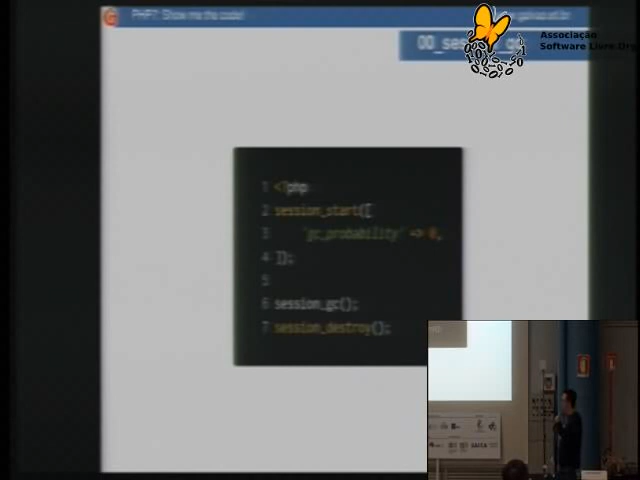 PHP7: Show me the code!
Associação
Software Livre.Org
1 <?php
2 session_start([
3 'gc_probability' => 0,
4 ]);
5
6 session_gc();
7 session_destroy();